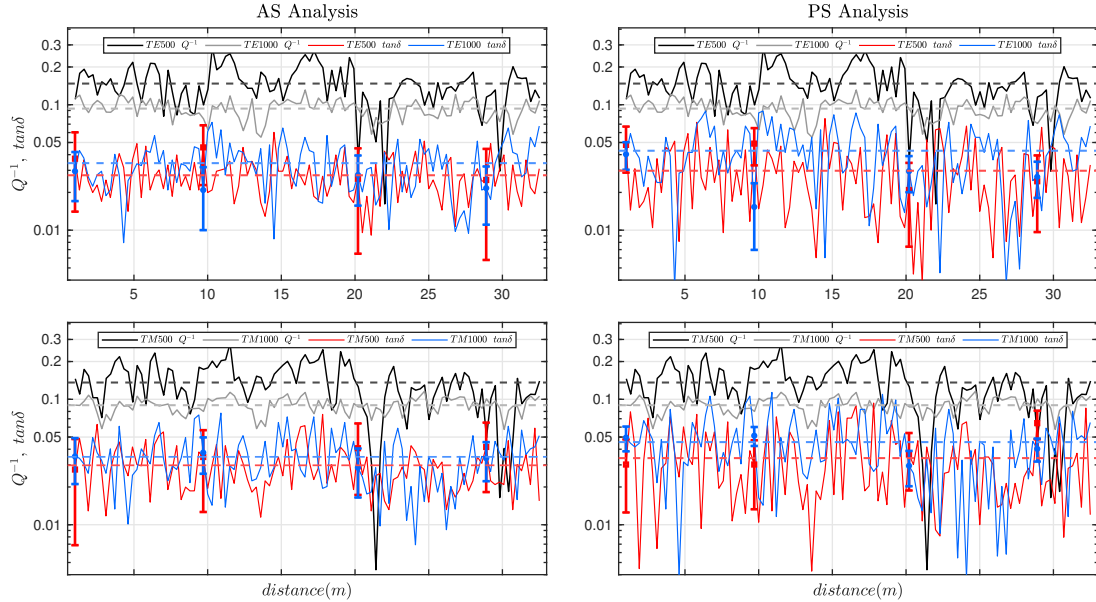 AS Analysis
PS Analysis
TE500 Q⁻¹ TE1000 Q⁻¹ TE500 tanδ TE1000 tanδ
TE500 Q⁻¹ TE1000 Q⁻¹ TE500 tanδ TE1000 tanδ
0.3
0.2
0.1
0.05
0.01
Q⁻¹, tanδ
5 10 15 20 25 30
5 10 15 20 25 30
TM500 Q⁻¹ TM1000 Q⁻¹ TM500 tanδ TM1000 tanδ
TM500 Q⁻¹ TM1000 Q⁻¹ TM500 tanδ TM1000 tanδ
0.3
0.2
0.1
0.05
0.01
Q⁻¹, tanδ
distance(m)
distance(m)